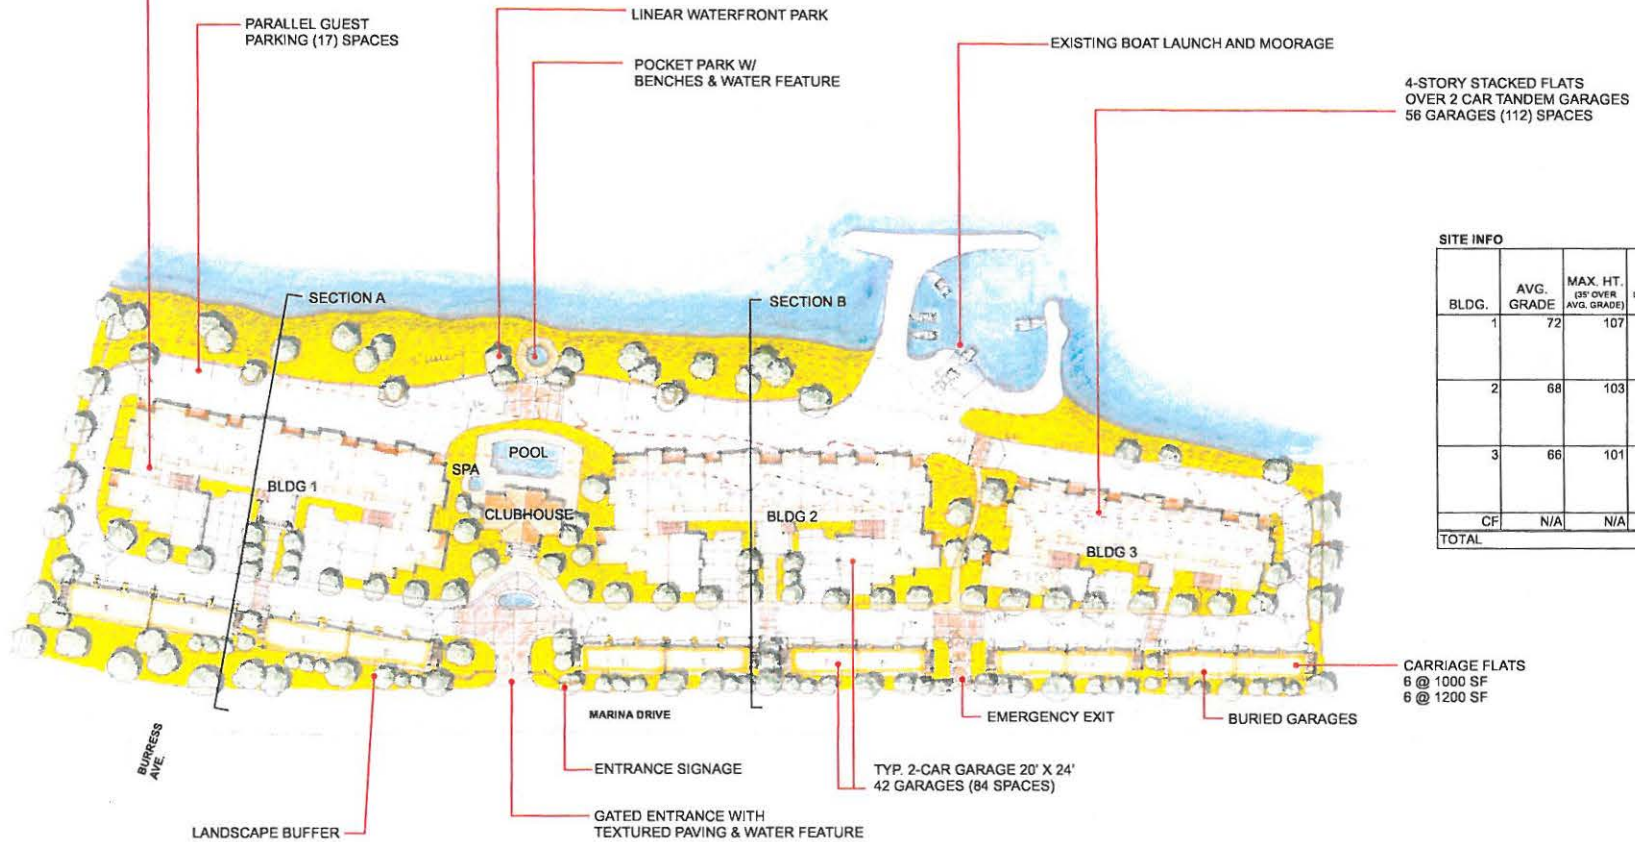 PARALLEL GUEST
PARKING (17) SPACES
LINEAR WATERFRONT PARK
POCKET PARK W/
BENCHES & WATER FEATURE
EXISTING BOAT LAUNCH AND MOORAGE
4-STORY STACKED FLATS
OVER 2 CAR TANDEM GARAGES
56 GARAGES (112) SPACES
SITE INFO
BLDG. AVG. GRADE MAX. HT. (35' OVER AVG. GRADE)
1 72 107
2 68 103
3 66 101
CF N/A N/A
TOTAL
SECTION A
SECTION B
POOL
SPA
BLDG 1
CLUBHOUSE
BLDG 2
BLDG 3
CARRIAGE FLATS
6 @ 1000 SF
6 @ 1200 SF
MARINA DRIVE
EMERGENCY EXIT
BURIED GARAGES
BURRESS
AVE.
ENTRANCE SIGNAGE
TYP. 2-CAR GARAGE 20' X 24'
42 GARAGES (84 SPACES)
LANDSCAPE BUFFER
GATED ENTRANCE WITH
TEXTURED PAVING & WATER FEATURE